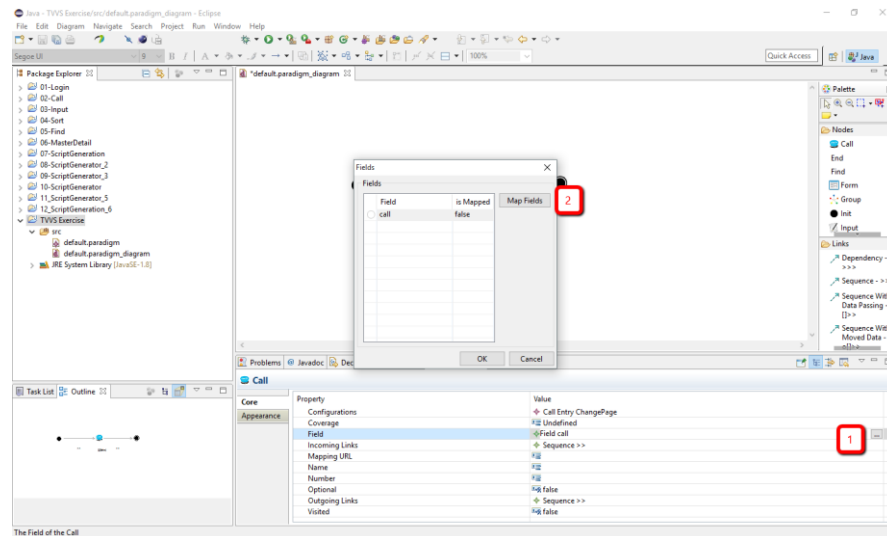 Java - TVVS Exercise/src/default.paradigm_diagram - Eclipse
File Edit Diagram Navigate Search Project Run Window Help
Segoe UI 9 B I A 100% Quick Access Java
Package Explorer
01-Login
02-Call
03-Input
04-Sort
05-Find
06-MasterDetail
07-ScriptGeneration
08-ScriptGenerator_2
09-ScriptGenerator_3
10-ScriptGenerator
11_ScriptGenerator_5
12_ScriptGeneration_6
TVVS Exercise
src
default.paradigm
default.paradigm_diagram
JRE System Library [JavaSE-1.8]
*default.paradigm_diagram
Fields
Fields
Field is Mapped Map Fields
call false
2
OK Cancel
Palette
Nodes
Call
End
Find
Form
Group
Init
Input
Links
Dependency -
>>>
Sequence - >>
Sequence With
Data Passing -
[]>>
Sequence With
Moved Data -
Task List Outline
Problems Javadoc Dec
Call
Core
Appearance
Property Value
Configurations Call Entry ChangePage
Coverage Undefined
Field Field call
1
...
Incoming Links Sequence >>
Mapping URL
Name
Number
Optional false
Outgoing Links Sequence >>
Visited false
The Field of the Call